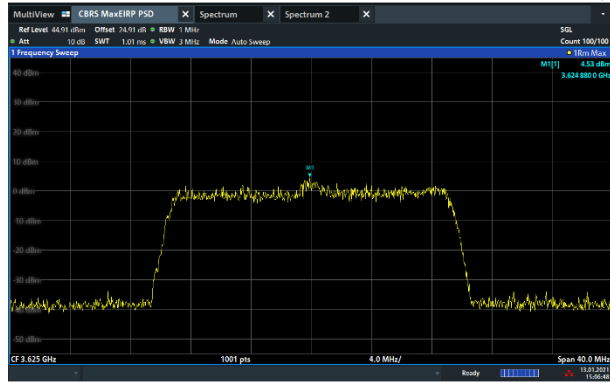 MultiView CBRS MaxEIRP PSD X Spectrum X Spectrum 2 X
Ref Level 44.91 dBm Offset 24.91 dB RBW 1 MHz SGL
Att 10 dB SWT 1.01 ms VBW 3 MHz Mode Auto Sweep Count 100/100
1 Frequency Sweep 1Rm Max
M1[1] 4.53 dBm
3.624 880 0 GHz
40 dBm
30 dBm
20 dBm
10 dBm
M1
0 dBm
-10 dBm
-20 dBm
-30 dBm
-40 dBm
-50 dBm
CF 3.625 GHz 1001 pts 4.0 MHz/ Span 40.0 MHz
Ready 13.01.2021
15:06:48